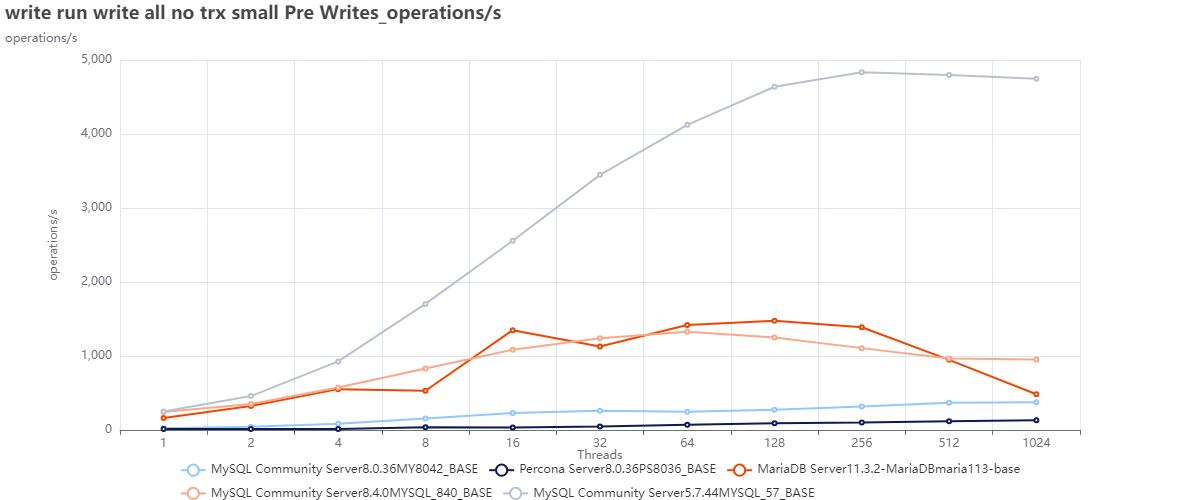 write run write all no trx small Pre Writes_operations/s
operations/s
5,000
4,000
3,000
2,000
1,000
0
operations/s
1 2 4 8 16 32 64 128 256 512 1024
Threads
MySQL Community Server8.0.36MY8042_BASE Percona Server8.0.36PS8036_BASE MariaDB Server11.3.2-MariaDBmaria113-base
MySQL Community Server8.4.0MYSQL_840_BASE MySQL Community Server5.7.44MYSQL_57_BASE